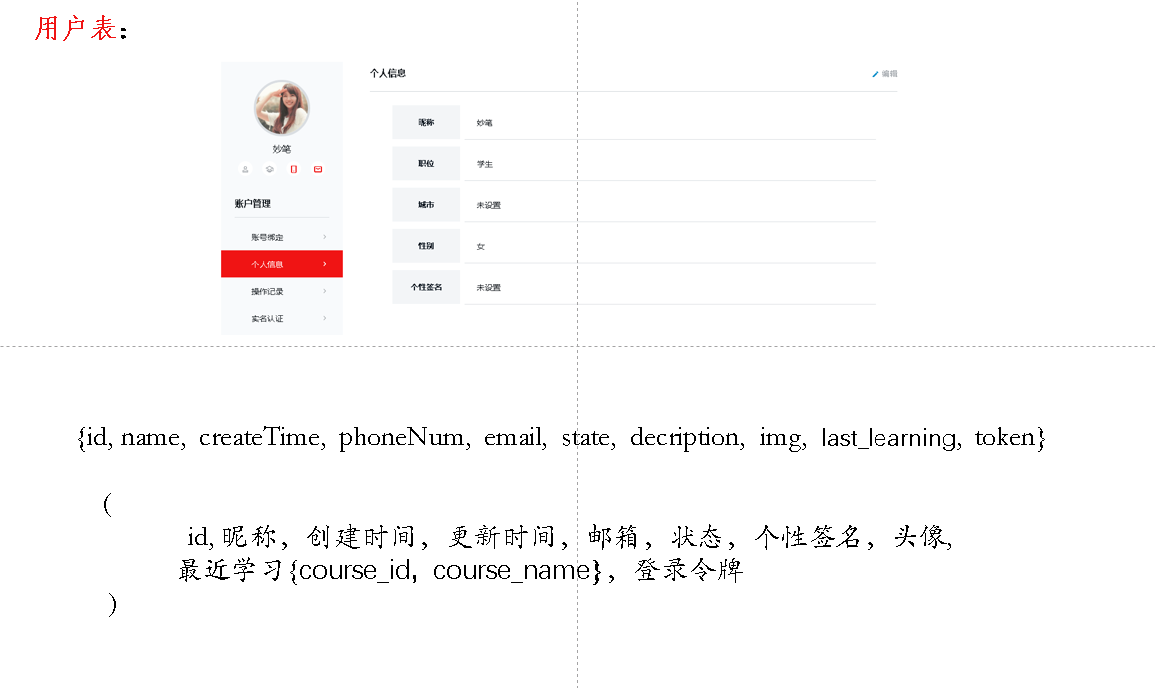 用户表：
个人信息
编辑
妙笔
账户管理
账号绑定
个人信息
操作记录
实名认证
昵称 妙笔
职位 学生
城市 未设置
性别 女
个性签名 未设置
{id, name, createTime, phoneNum, email, state, decription, img, last_learning, token}
(
id, 昵称，创建时间，更新时间，邮箱，状态，个性签名，头像,
最近学习{course_id, course_name}，登录令牌
)